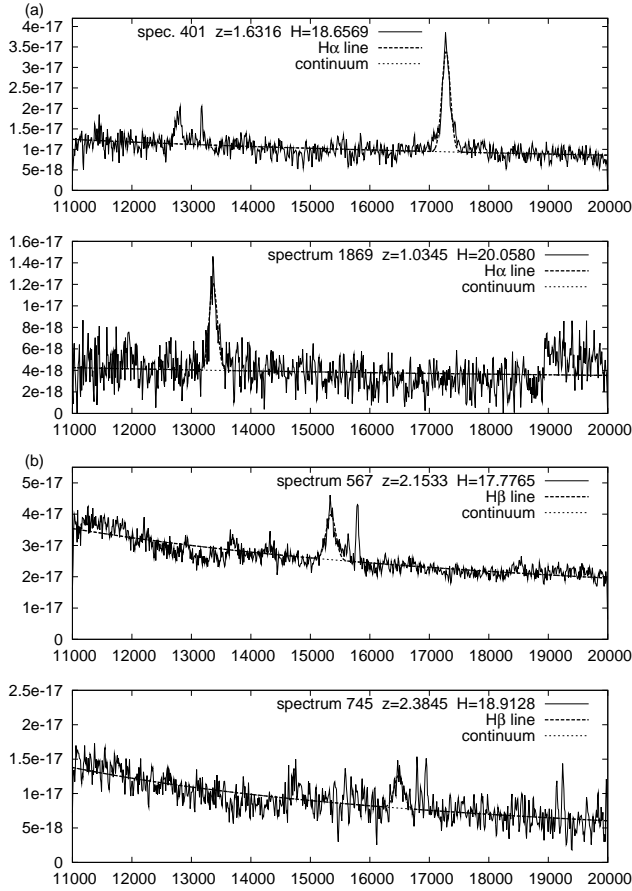 (a)
spec. 401 z=1.6316 H=18.6569
Hα line
continuum
4e-17
3.5e-17
3e-17
2.5e-17
2e-17
1.5e-17
1e-17
5e-18
0
11000 12000 13000 14000 15000 16000 17000 18000 19000 20000
spectrum 1869 z=1.0345 H=20.0580
Hα line
continuum
1.6e-17
1.4e-17
1.2e-17
1e-17
8e-18
6e-18
4e-18
2e-18
0
11000 12000 13000 14000 15000 16000 17000 18000 19000 20000
(b)
spectrum 567 z=2.1533 H=17.7765
Hβ line
continuum
5e-17
4e-17
3e-17
2e-17
1e-17
0
11000 12000 13000 14000 15000 16000 17000 18000 19000 20000
spectrum 745 z=2.3845 H=18.9128
Hβ line
continuum
2.5e-17
2e-17
1.5e-17
1e-17
5e-18
0
11000 12000 13000 14000 15000 16000 17000 18000 19000 20000